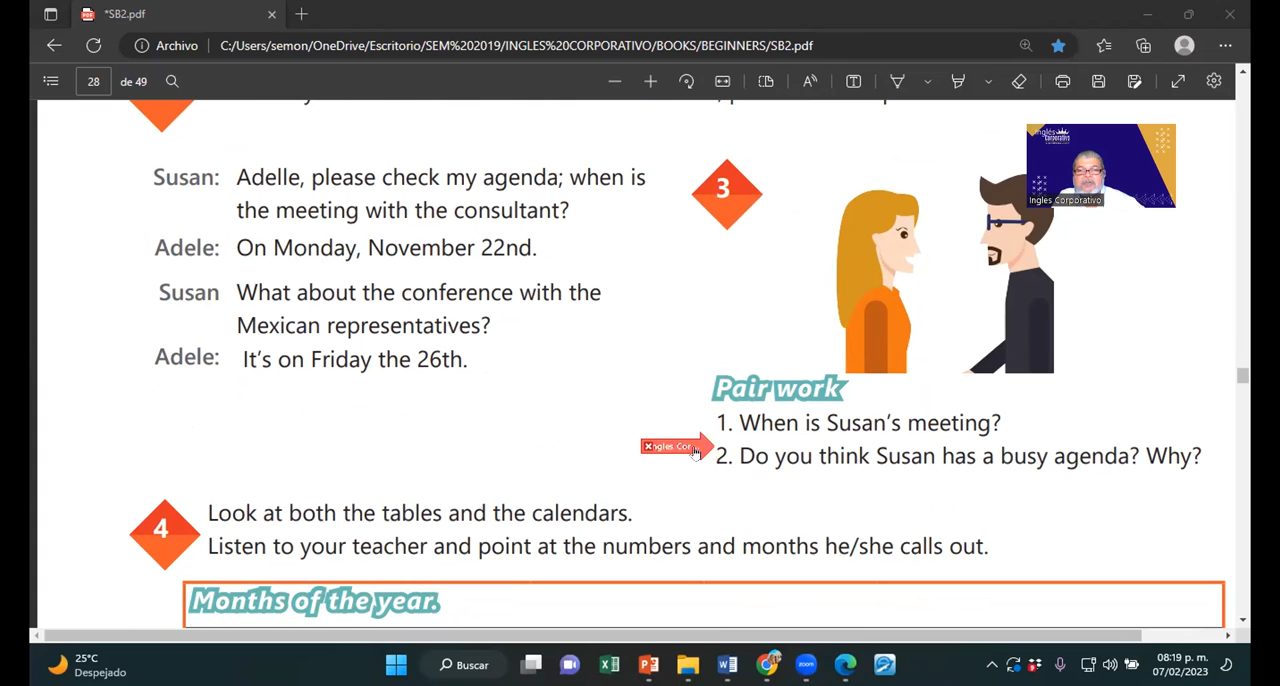 *SB2.pdf
Archivo
C:/Users/semon/OneDrive/Escritorio/SEM%202019/INGLES%20CORPORATIVO/BOOKS/BEGINNERS/SB2.pdf
28 de 49
Susan: Adelle, please check my agenda; when is
the meeting with the consultant?
Adele: On Monday, November 22nd.
Susan What about the conference with the
Mexican representatives?
Adele: It's on Friday the 26th.
3
Inglés
Corporativo
Ingles Corporativo
Pair work
1. When is Susan's meeting?
Ingles Cor
2. Do you think Susan has a busy agenda? Why?
4
Look at both the tables and the calendars.
Listen to your teacher and point at the numbers and months he/she calls out.
Months of the year.
25°C
Despejado
Buscar
08:19 p. m.
07/02/2023